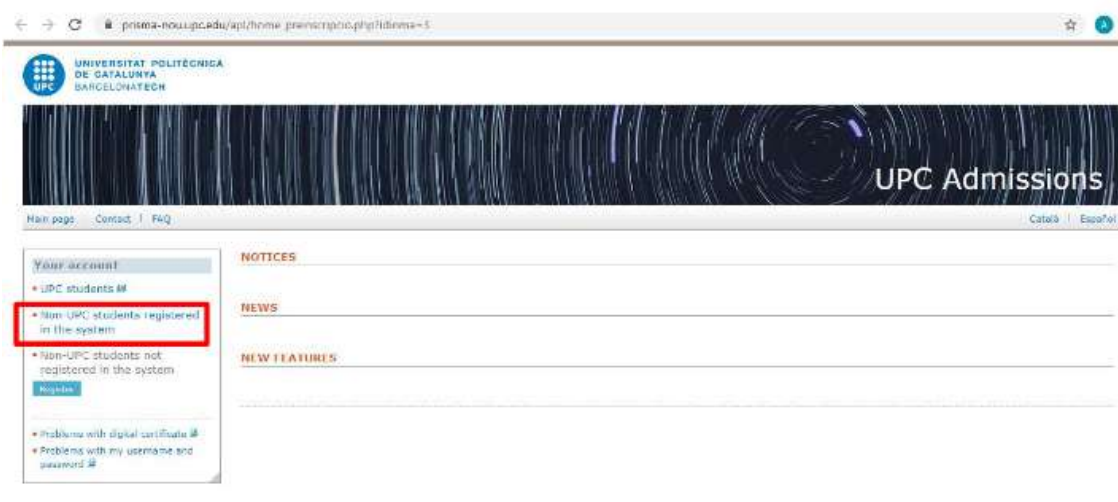 prisma-nou.upc.edu/apl/home_preinscripcio.php?idioma=3
UNIVERSITAT POLITÈCNICA
DE CATALUNYA
BARCELONATECH
UPC
UPC Admissions
Main page Contact | FAQ
Català | Español
Your account
UPC students
Non-UPC students registered
in the system
Non-UPC students not
registered in the system
Register
Problems with digital certificate
Problems with my username and
password
NOTICES
NEWS
NEW FEATURES